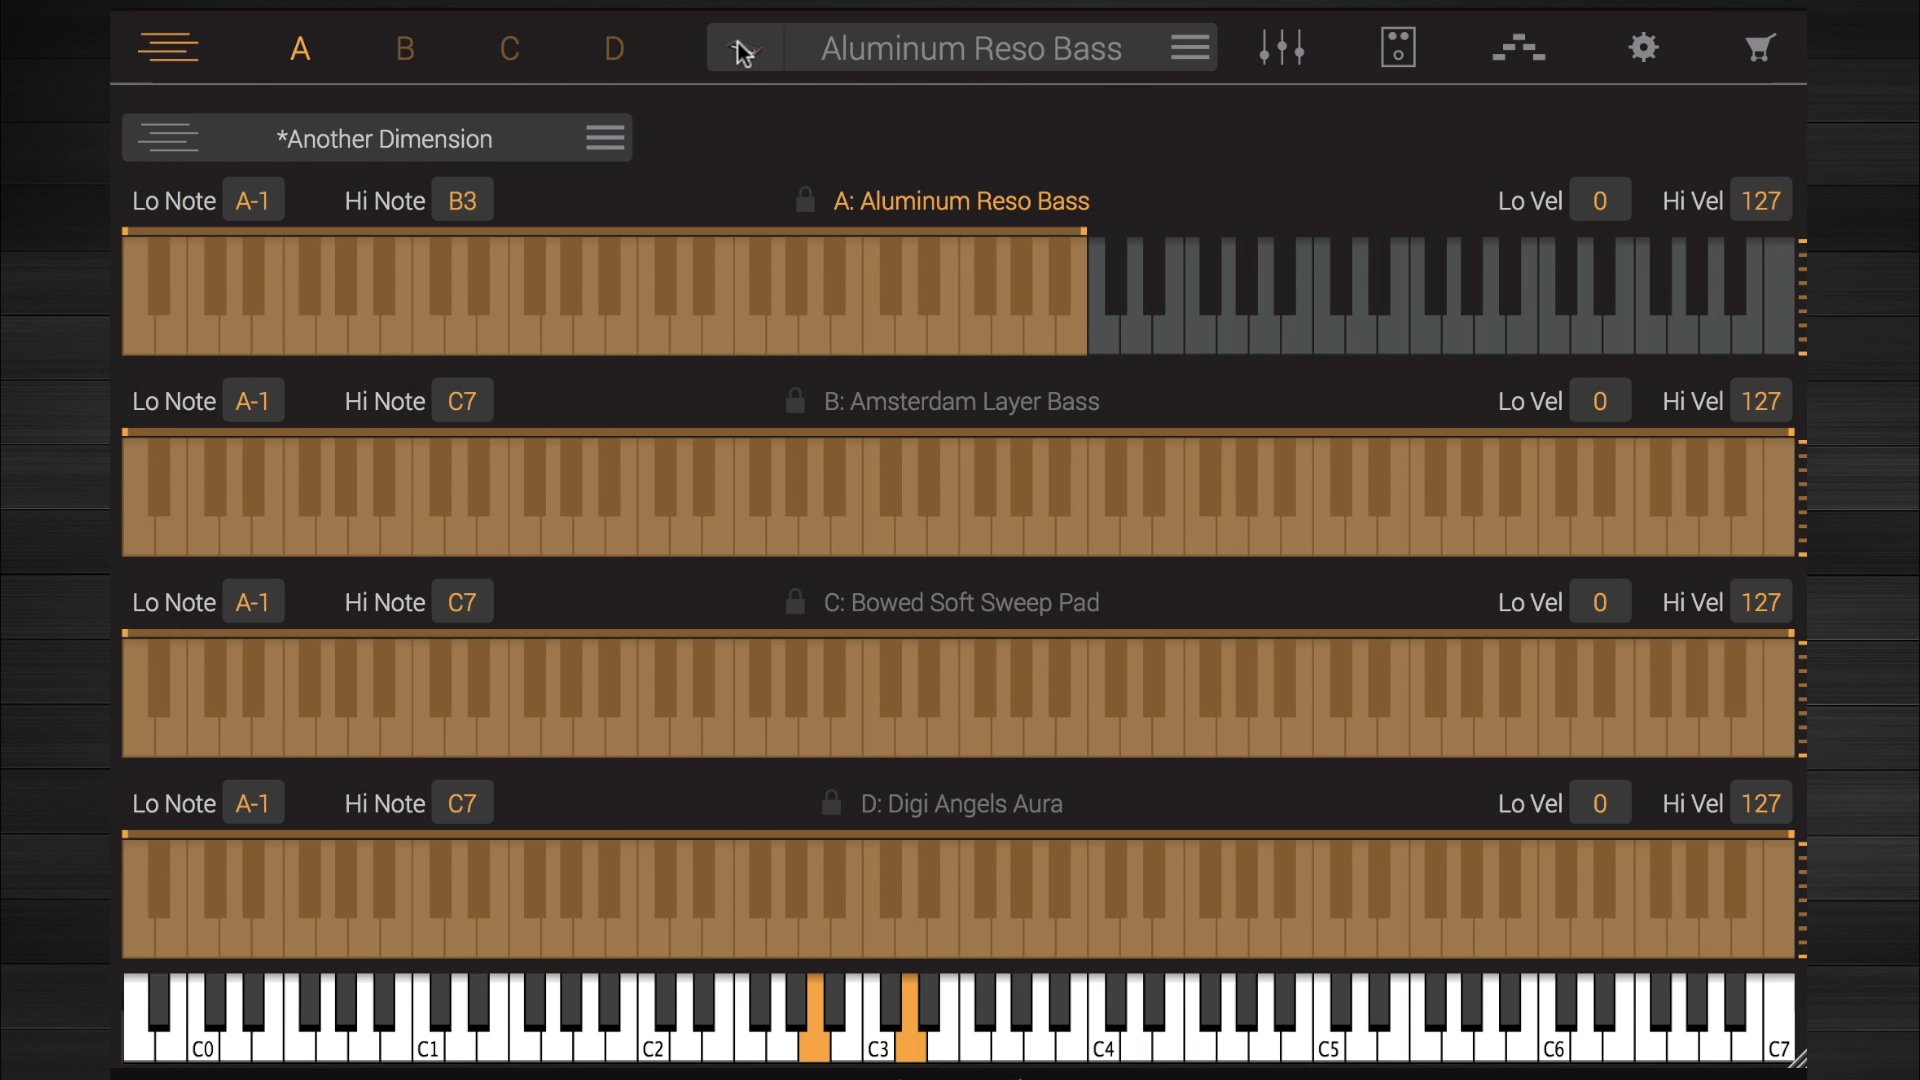 A B C D Aluminum Reso Bass
*Another Dimension
Lo Note A-1 Hi Note B3 A: Aluminum Reso Bass Lo Vel 0 Hi Vel 127
Lo Note A-1 Hi Note C7 B: Amsterdam Layer Bass Lo Vel 0 Hi Vel 127
Lo Note A-1 Hi Note C7 C: Bowed Soft Sweep Pad Lo Vel 0 Hi Vel 127
Lo Note A-1 Hi Note C7 D: Digi Angels Aura Lo Vel 0 Hi Vel 127
C0 C1 C2 C3 C4 C5 C6 C7